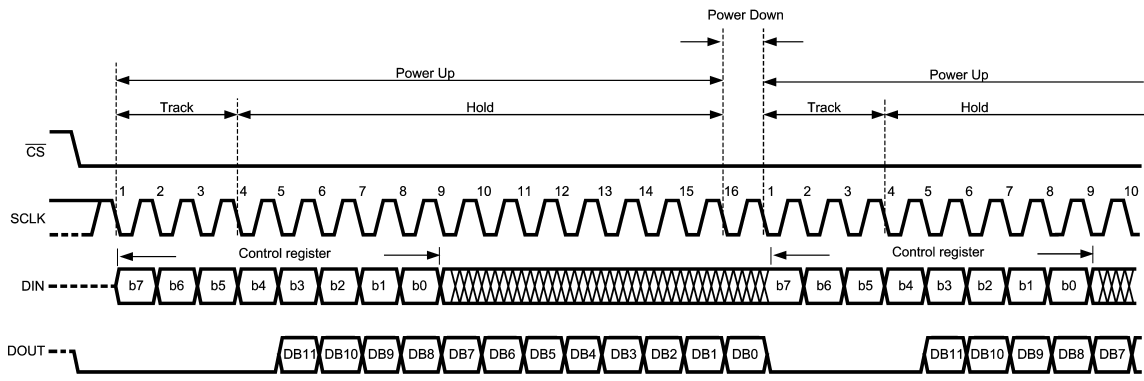 Power Down
Power Up
Power Up
Track
Hold
Track
Hold
CS
1 2 3 4 5 6 7 8 9 10 11 12 13 14 15 16 1 2 3 4 5 6 7 8 9 10
SCLK
Control register
Control register
DIN
b7 b6 b5 b4 b3 b2 b1 b0 b7 b6 b5 b4 b3 b2 b1 b0
DOUT
DB11 DB10 DB9 DB8 DB7 DB6 DB5 DB4 DB3 DB2 DB1 DB0 DB11 DB10 DB9 DB8 DB7